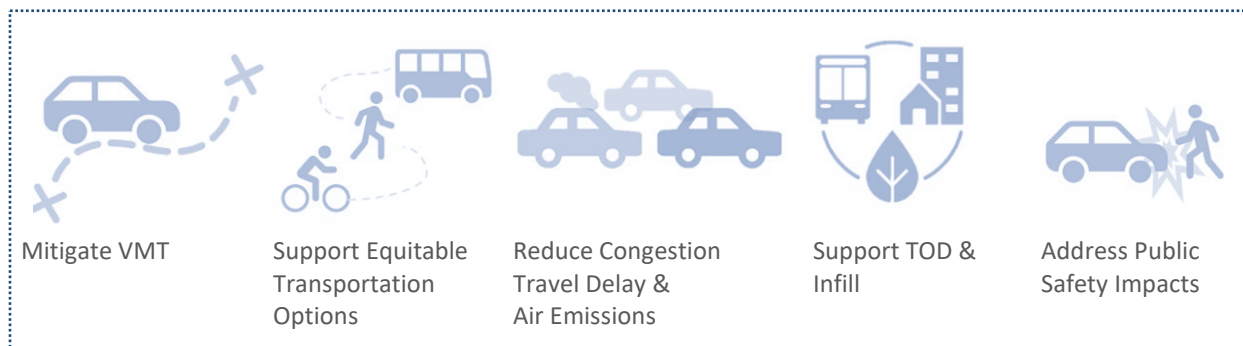 Mitigate VMT
Support Equitable
Transportation
Options
Reduce Congestion
Travel Delay &
Air Emissions
Support TOD &
Infill
Address Public
Safety Impacts